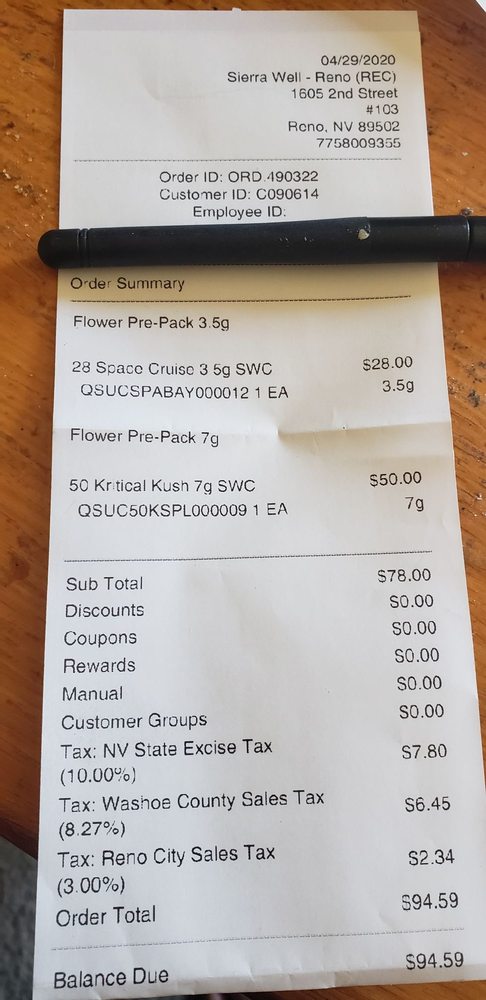 04/29/2020
Sierra Well - Reno (REC)
1605 2nd Street
#103
Reno, NV 89502
7758009355
Order ID: ORD.490322
Customer ID: C090614
Employee ID:
Order Summary
Flower Pre-Pack 3.5g
28 Space Cruise 3 5g SWC $28.00
QSUCSPABAY000012 1 EA 3.5g
Flower Pre-Pack 7g
50 Kritical Kush 7g SWC $50.00
QSUC50KSPL000009 1 EA 7g
Sub Total $78.00
Discounts $0.00
Coupons $0.00
Rewards $0.00
Manual $0.00
Customer Groups $0.00
Tax: NV State Excise Tax $7.80
(10.00%)
Tax: Washoe County Sales Tax $6.45
(8.27%)
Tax: Reno City Sales Tax $2.34
(3.00%)
Order Total $94.59
Balance Due $94.59